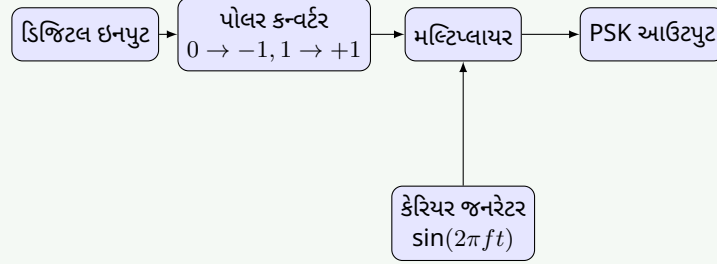 ડિજિટલ ઇનપુટ
પોલર કન્વર્ટર
0 → −1, 1 → +1
મલ્ટિપ્લાયર
PSK આઉટપુટ
કેરિયર જનરેટર
sin(2πft)